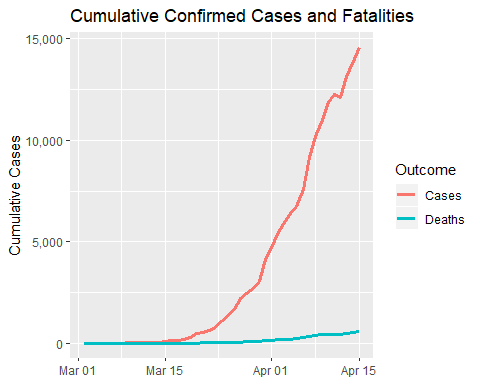 Cumulative Confirmed Cases and Fatalities
Cumulative Cases
15,000
10,000
5,000
0
Mar 01
Mar 15
Apr 01
Apr 15
Outcome
Cases
Deaths